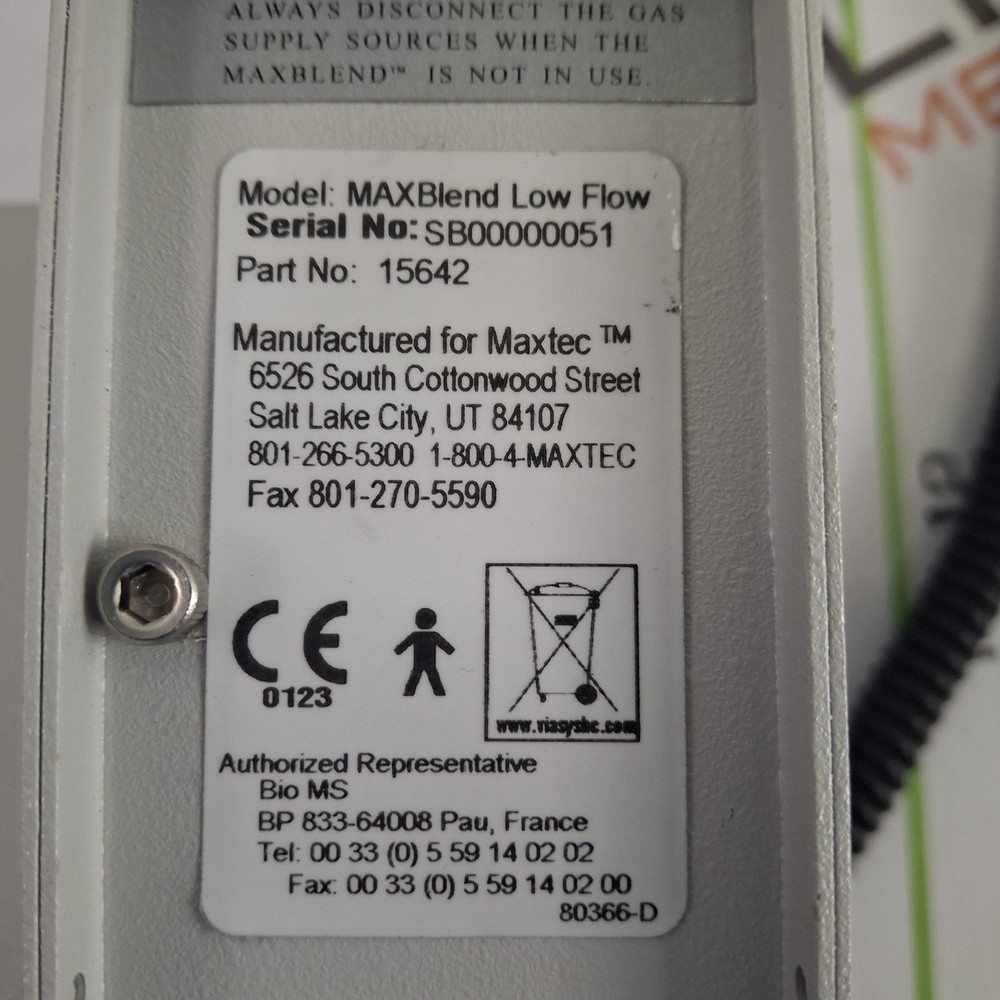 ALWAYS DISCONNECT THE GAS
SUPPLY SOURCES WHEN THE
MAXBLEND™ IS NOT IN USE.
Model: MAXBlend Low Flow
Serial No: SB00000051
Part No: 15642
Manufactured for Maxtec ™
6526 South Cottonwood Street
Salt Lake City, UT 84107
801-266-5300 1-800-4-MAXTEC
Fax 801-270-5590
CE
0123
www.viasyshc.com
Authorized Representative
Bio MS
BP 833-64008 Pau, France
Tel: 00 33 (0) 5 59 14 02 02
Fax: 00 33 (0) 5 59 14 02 00
80366-D